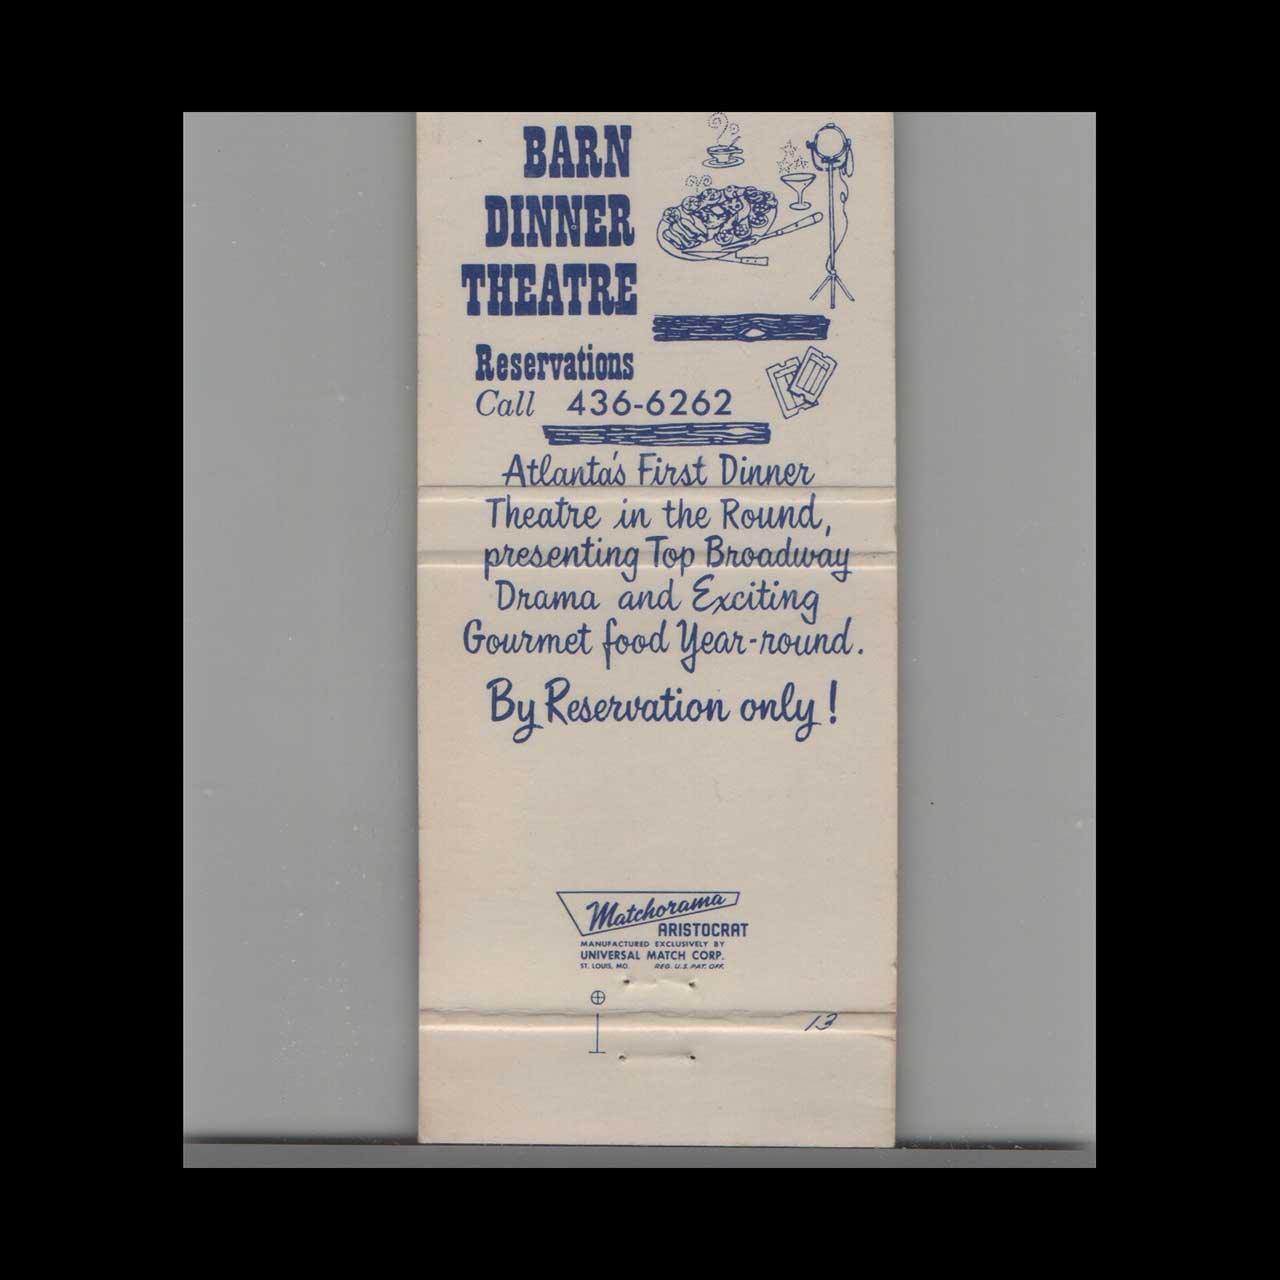 BARN
DINNER
THEATRE
Reservations
Call 436-6262
Atlanta's First Dinner
Theatre in the Round,
presenting Top Broadway
Drama and Exciting
Gourmet food Year-round.
By Reservation only!
Matchorama
ARISTOCRAT
MANUFACTURED EXCLUSIVELY BY
UNIVERSAL MATCH CORP.
ST. LOUIS, MO. REG. U.S. PAT. OFF.
13